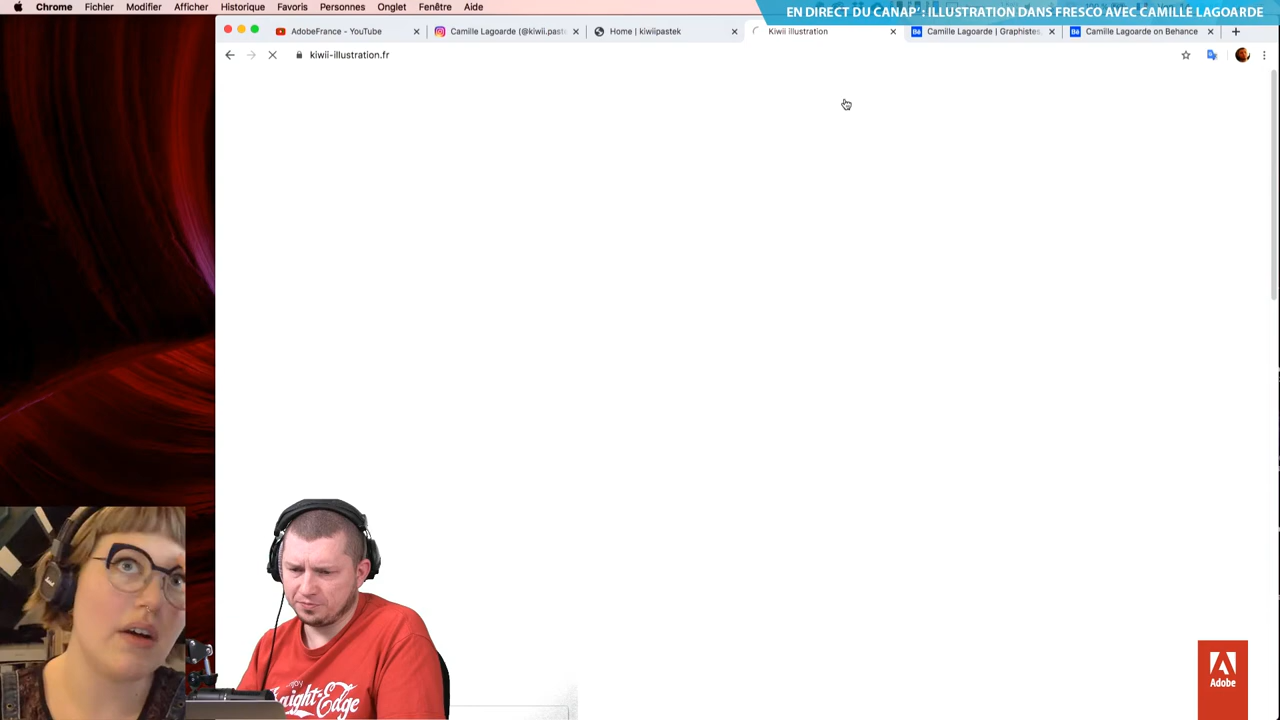 Chrome Fichier Modifier Afficher Historique Favoris Personnes Onglet Fenêtre Aide
EN DIRECT DU CANAP’ : ILLUSTRATION DANS FRESCO AVEC CAMILLE LAGOARDE
AdobeFrance - YouTube
Camille Lagoarde (@kiwii.past
Home | kiwiipastek
Kiwii illustration
Camille Lagoarde | Graphistes,
Camille Lagoarde on Behance
kiwii-illustration.fr
Knight-Edge
Adobe